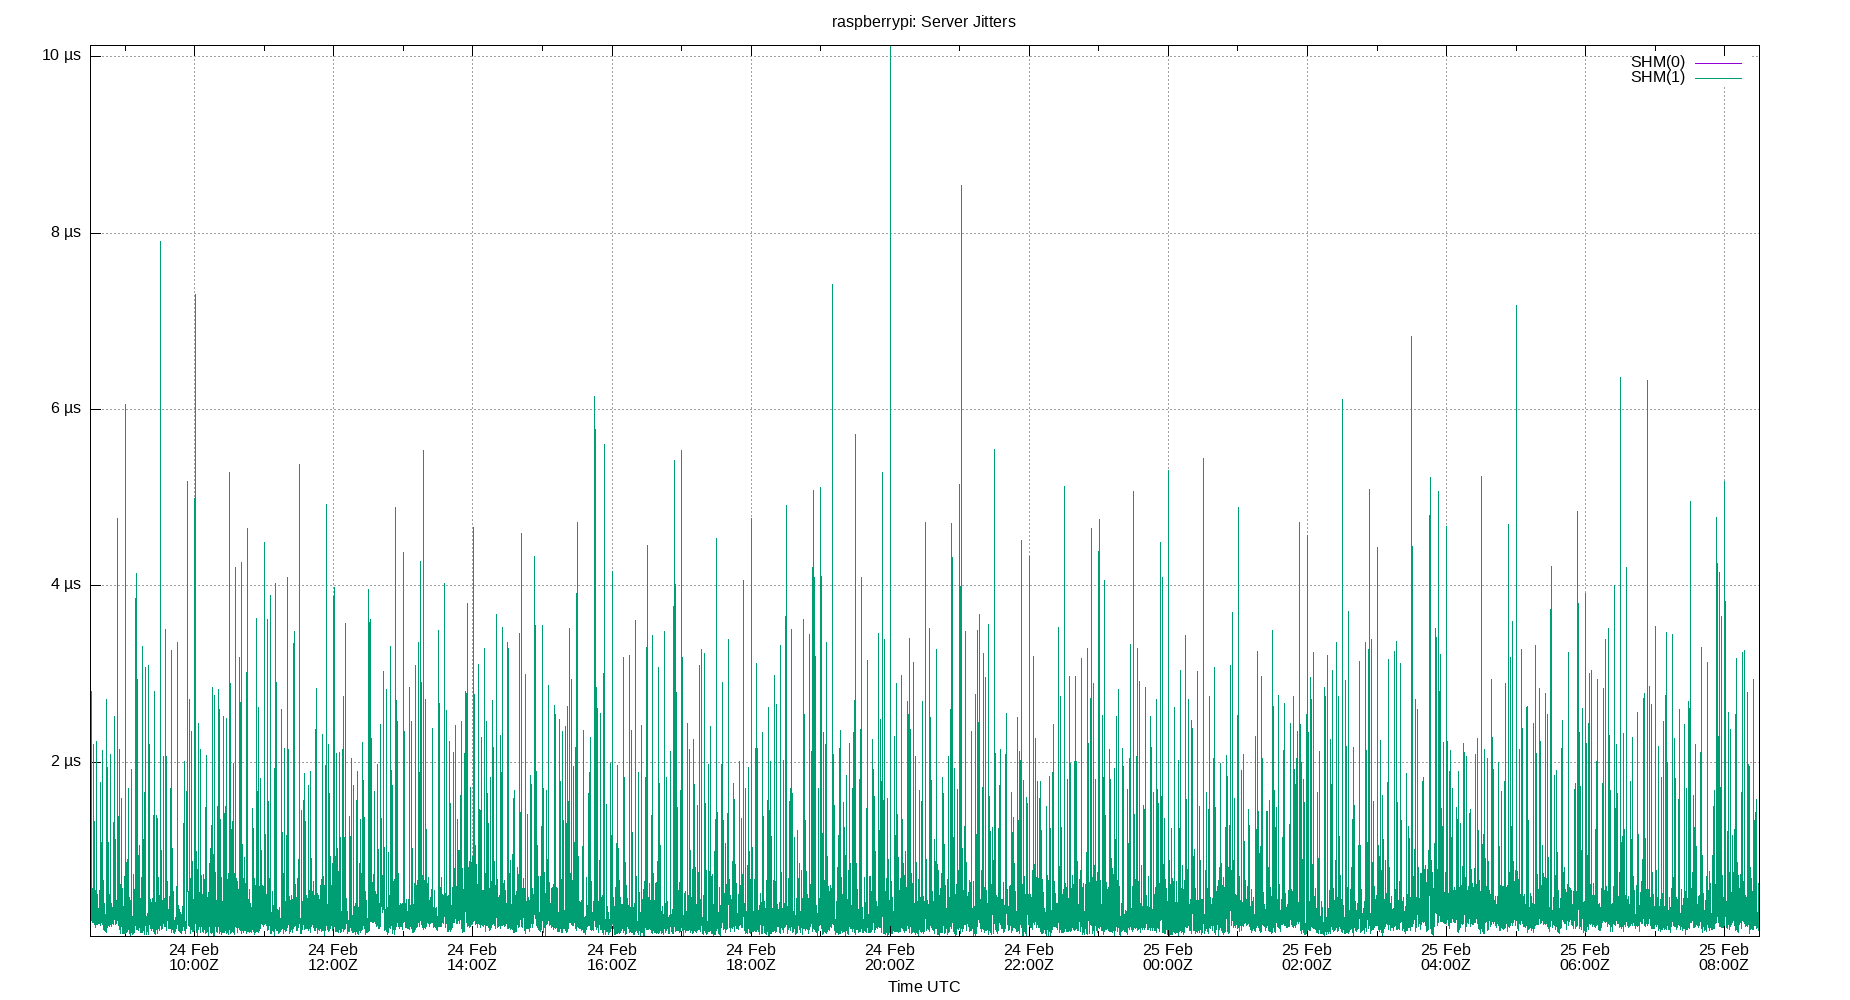 raspberrypi: Server Jitters
10 µs
8 µs
6 µs
4 µs
2 µs
SHM(0)
SHM(1)
24 Feb 24 Feb 24 Feb 24 Feb 24 Feb 24 Feb 24 Feb 25 Feb 25 Feb 25 Feb 25 Feb 25 Feb
10:00Z 12:00Z 14:00Z 16:00Z 18:00Z 20:00Z 22:00Z 00:00Z 02:00Z 04:00Z 06:00Z 08:00Z
Time UTC